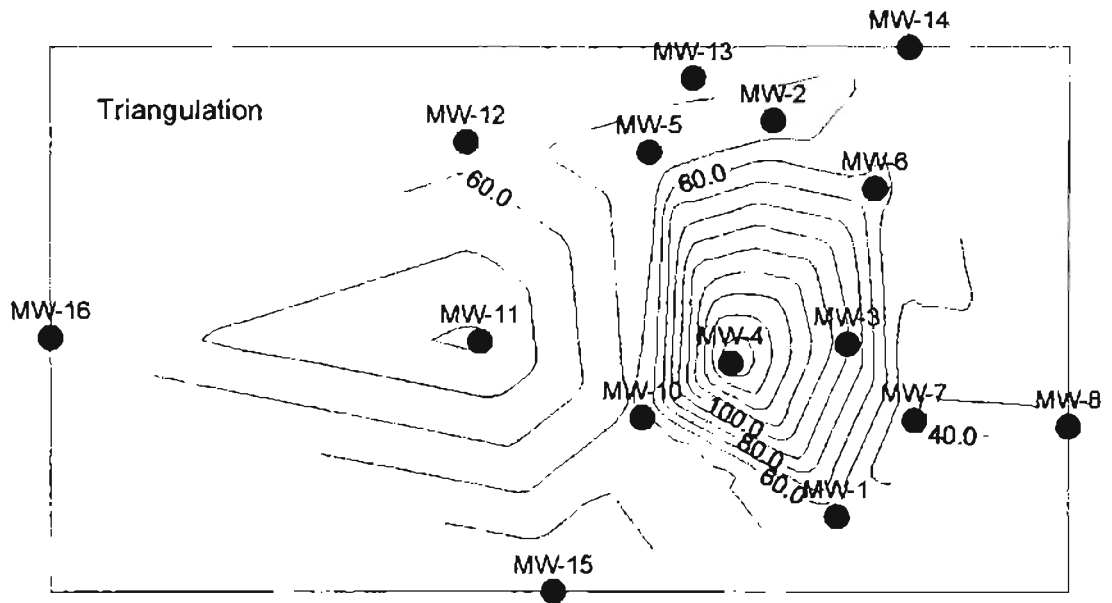 MW-14
MW-13
Triangulation
MW-2
MW-12
MW-5
MW-6
60.0
60.0
MW-16
MW-11
MW-4
MW-3
MW-10
MW-7
MW-8
100.0
40.0
80.0
60.0
MW-1
MW-15